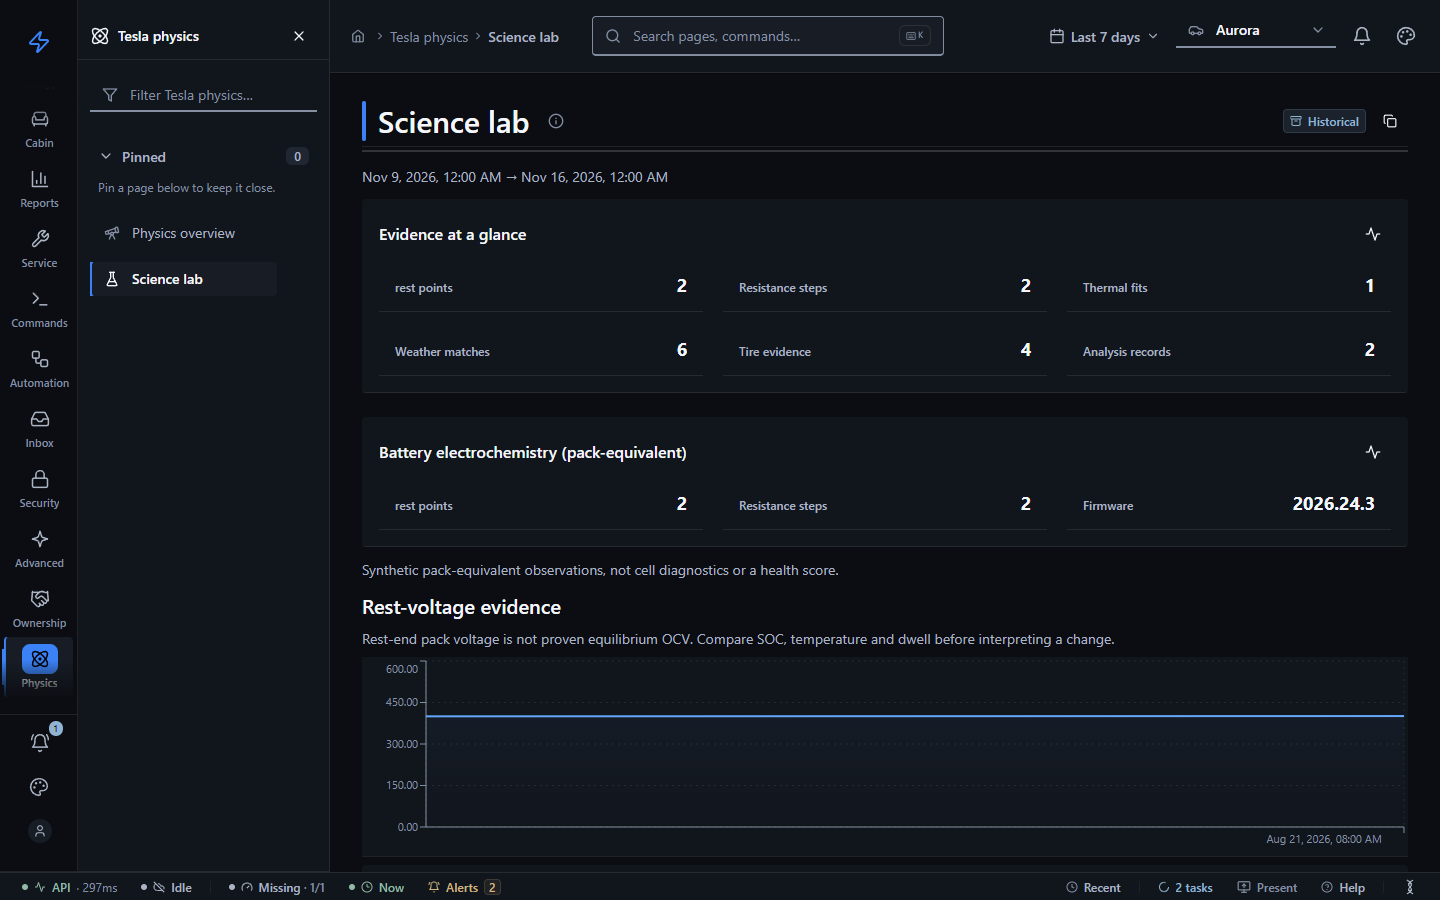 Tesla physics
Tesla physics
Science lab
Search pages, commands...
K
Last 7 days
Aurora
Filter Tesla physics...
Pinned
0
Pin a page below to keep it close.
Physics overview
Science lab
Cabin
Reports
Service
Commands
Automation
Inbox
Security
Advanced
Ownership
Physics
1
Science lab
Historical
Nov 9, 2026, 12:00 AM → Nov 16, 2026, 12:00 AM
Evidence at a glance
rest points 2
Resistance steps 2
Thermal fits 1
Weather matches 6
Tire evidence 4
Analysis records 2
Battery electrochemistry (pack-equivalent)
rest points 2
Resistance steps 2
Firmware 2026.24.3
Synthetic pack-equivalent observations, not cell diagnostics or a health score.
Rest-voltage evidence
Rest-end pack voltage is not proven equilibrium OCV. Compare SOC, temperature and dwell before interpreting a change.
600.00
450.00
300.00
150.00
0.00
Aug 21, 2026, 08:00 AM
API · 297ms
Idle
Missing · 1/1
Now
Alerts 2
Recent
2 tasks
Present
Help